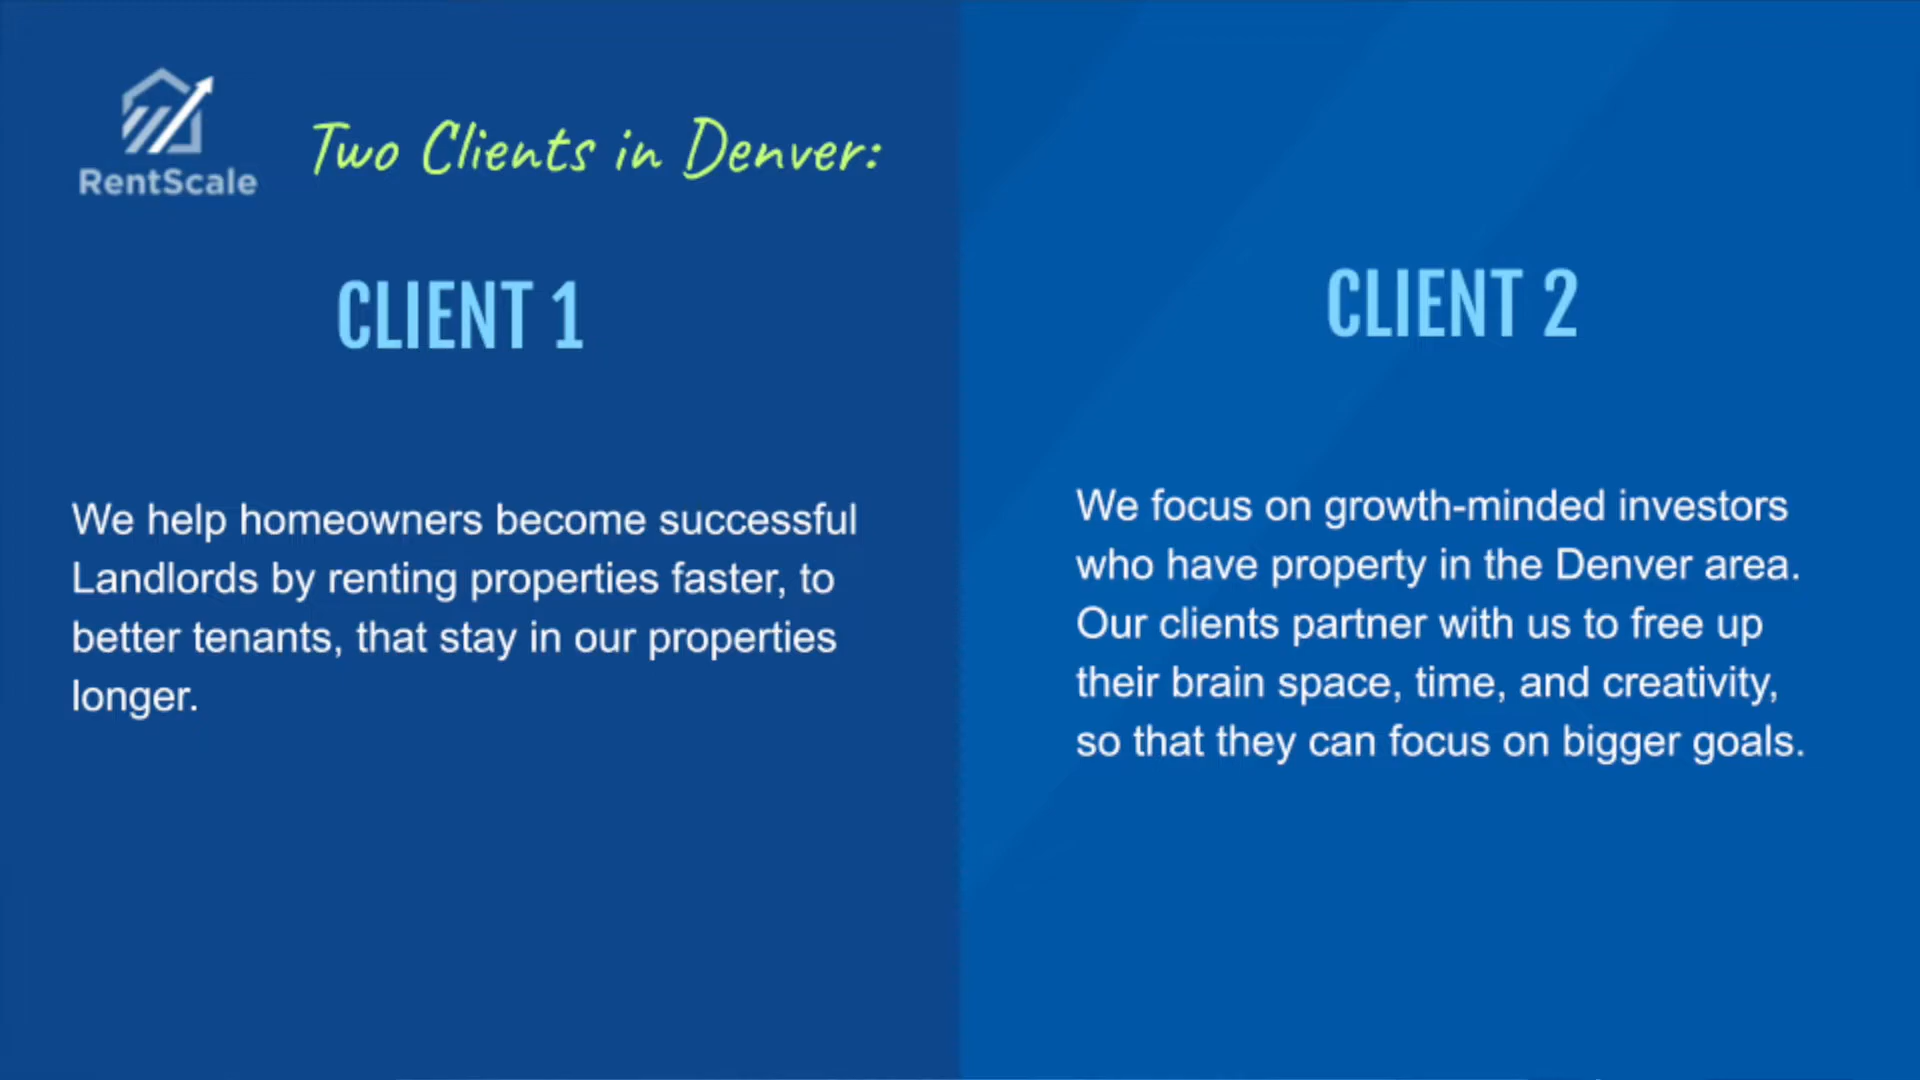 RentScale
Two Clients in Denver:
CLIENT 1
We help homeowners become successful
Landlords by renting properties faster, to
better tenants, that stay in our properties
longer.
CLIENT 2
We focus on growth-minded investors
who have property in the Denver area.
Our clients partner with us to free up
their brain space, time, and creativity,
so that they can focus on bigger goals.